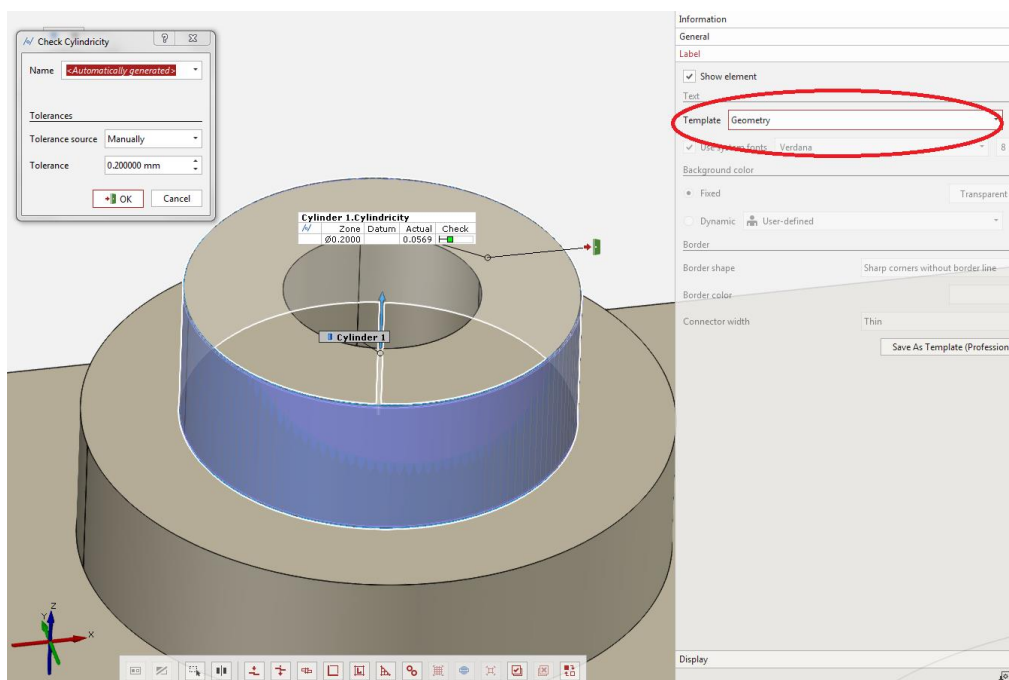 Check Cylindricity
Name <Automatically generated>
Tolerances
Tolerance source Manually
Tolerance 0.200000 mm
OK Cancel
Cylinder 1.Cylindricity
Zone Datum Actual Check
Ø0.2000 0.0569
Cylinder 1
Z
Y
X
Information
General
Label
Show element
Text
Template Geometry
Use system fonts Verdana 8
Background color
Fixed Transparent
Dynamic User-defined
Border
Border shape Sharp corners without border line
Border color
Connector width Thin
Save As Template (Profession
Display